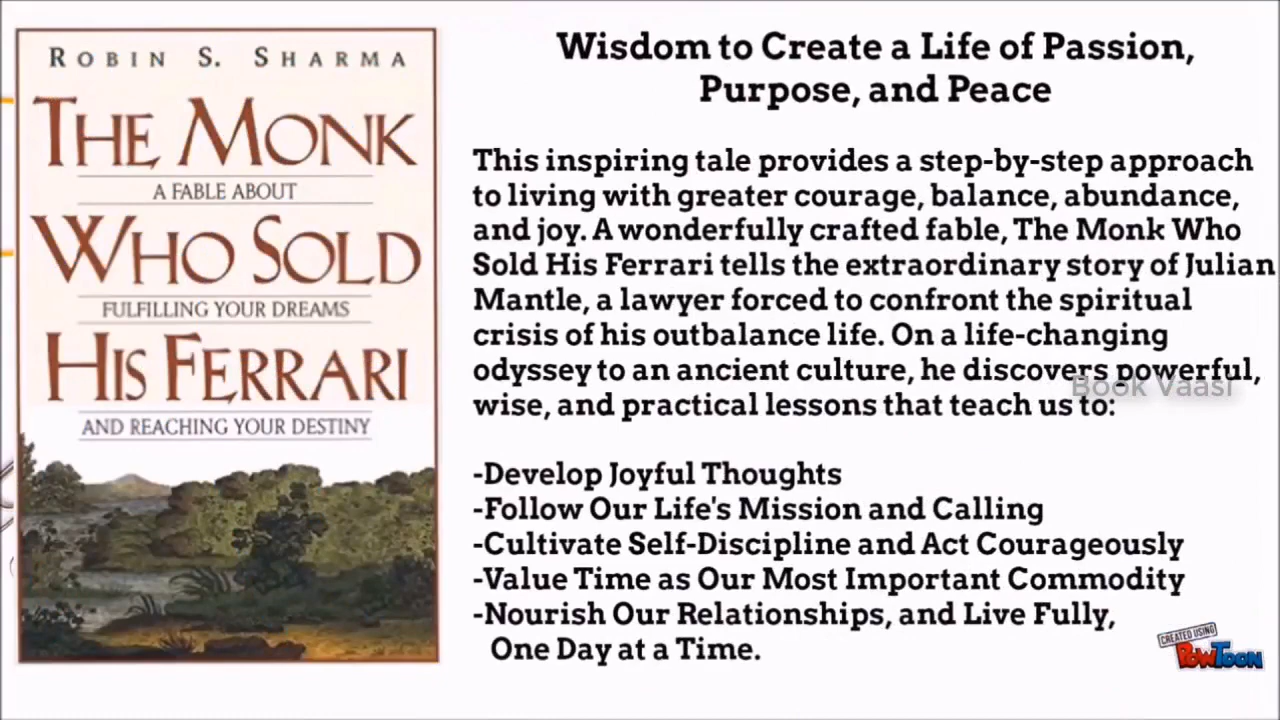 ROBIN S. SHARMA
THE MONK
A FABLE ABOUT
WHO SOLD
FULFILLING YOUR DREAMS
HIS FERRARI
AND REACHING YOUR DESTINY
Wisdom to Create a Life of Passion,
Purpose, and Peace
This inspiring tale provides a step-by-step approach
to living with greater courage, balance, abundance,
and joy. A wonderfully crafted fable, The Monk Who
Sold His Ferrari tells the extraordinary story of Julian
Mantle, a lawyer forced to confront the spiritual
crisis of his outbalance life. On a life-changing
odyssey to an ancient culture, he discovers powerful,
wise, and practical lessons that teach us to:
Book Vaasi
-Develop Joyful Thoughts
-Follow Our Life's Mission and Calling
-Cultivate Self-Discipline and Act Courageously
-Value Time as Our Most Important Commodity
-Nourish Our Relationships, and Live Fully,
One Day at a Time.
CREATED USING
POWTOON